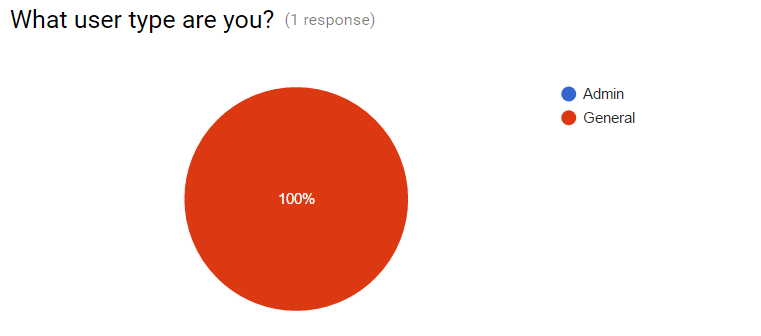 What user type are you? (1 response)
Admin
General
100%